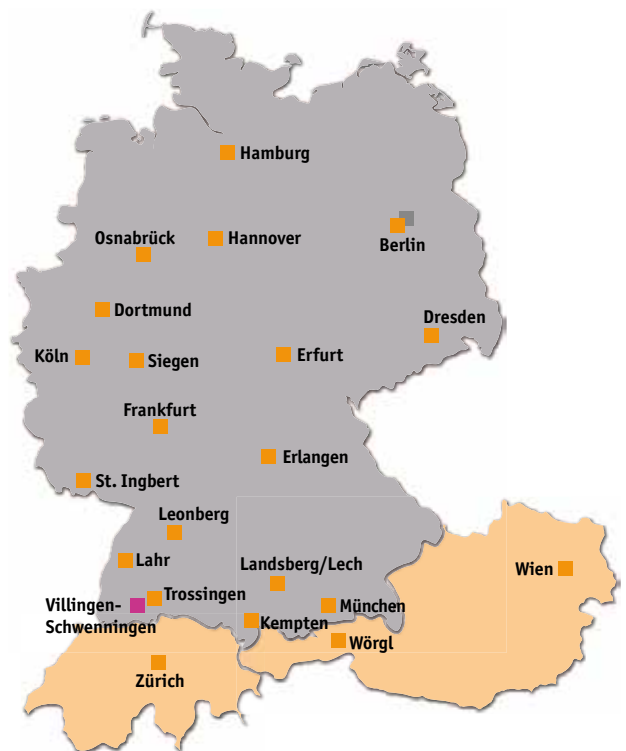 Hamburg
Osnabrück
Hannover
Berlin
Dortmund
Dresden
Köln
Siegen
Erfurt
Frankfurt
Erlangen
St. Ingbert
Leonberg
Lahr
Landsberg/Lech
Wien
Trossingen
Villingen-
Schwenningen
München
Kempten
Wörgl
Zürich